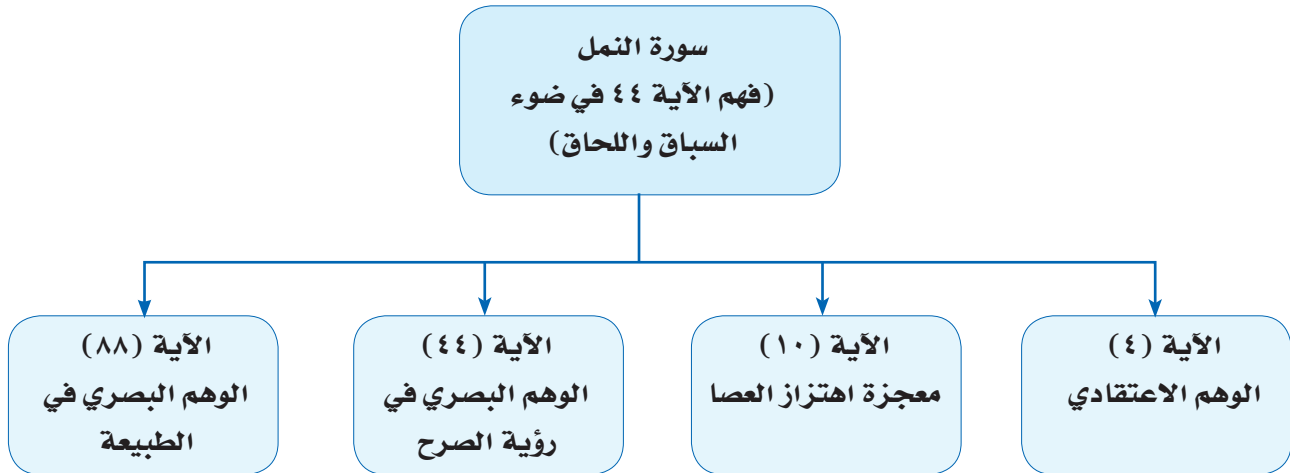 سورة النمل
(فهم الآية ٤٤ في ضوء
السباق واللحاق)
الآية (٤)
الوهم الاعتقادي
الآية (١٠)
معجزة اهتزاز العصا
الآية (٤٤)
الوهم البصري في
رؤية الصرح
الآية (٨٨)
الوهم البصري في
الطبيعة